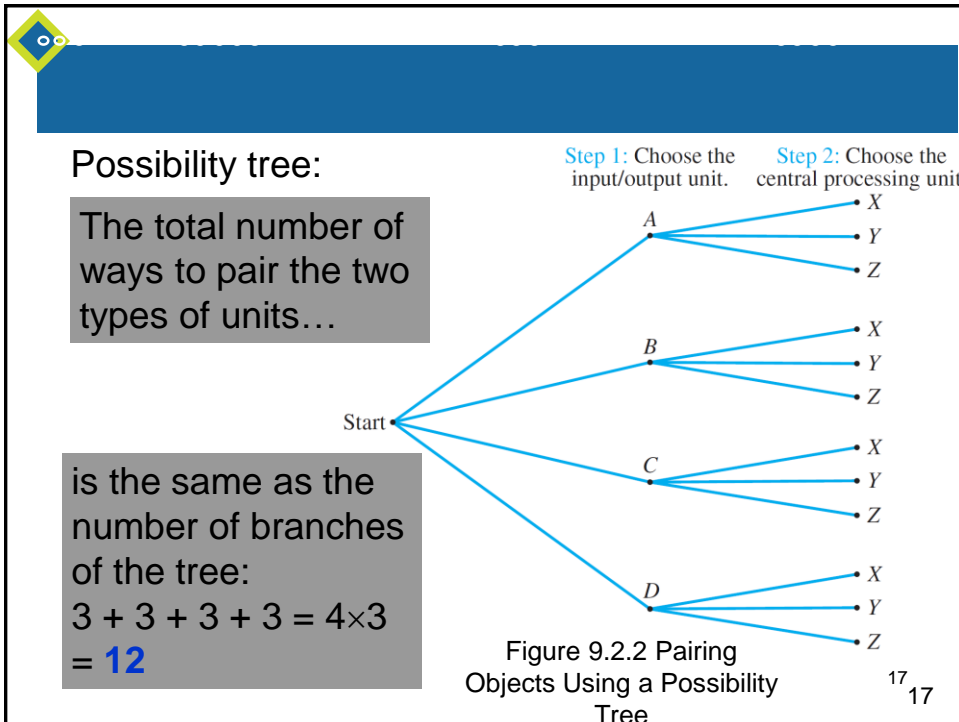 Possibility tree:
The total number of
ways to pair the two
types of units…
is the same as the
number of branches
of the tree:
3 + 3 + 3 + 3 = 4×3
= 12
Step 1: Choose the
input/output unit.
Step 2: Choose the
central processing unit
Start
A
X
Y
Z
B
X
Y
Z
C
X
Y
Z
D
X
Y
Z
Figure 9.2.2 Pairing
Objects Using a Possibility
Tree
17
17